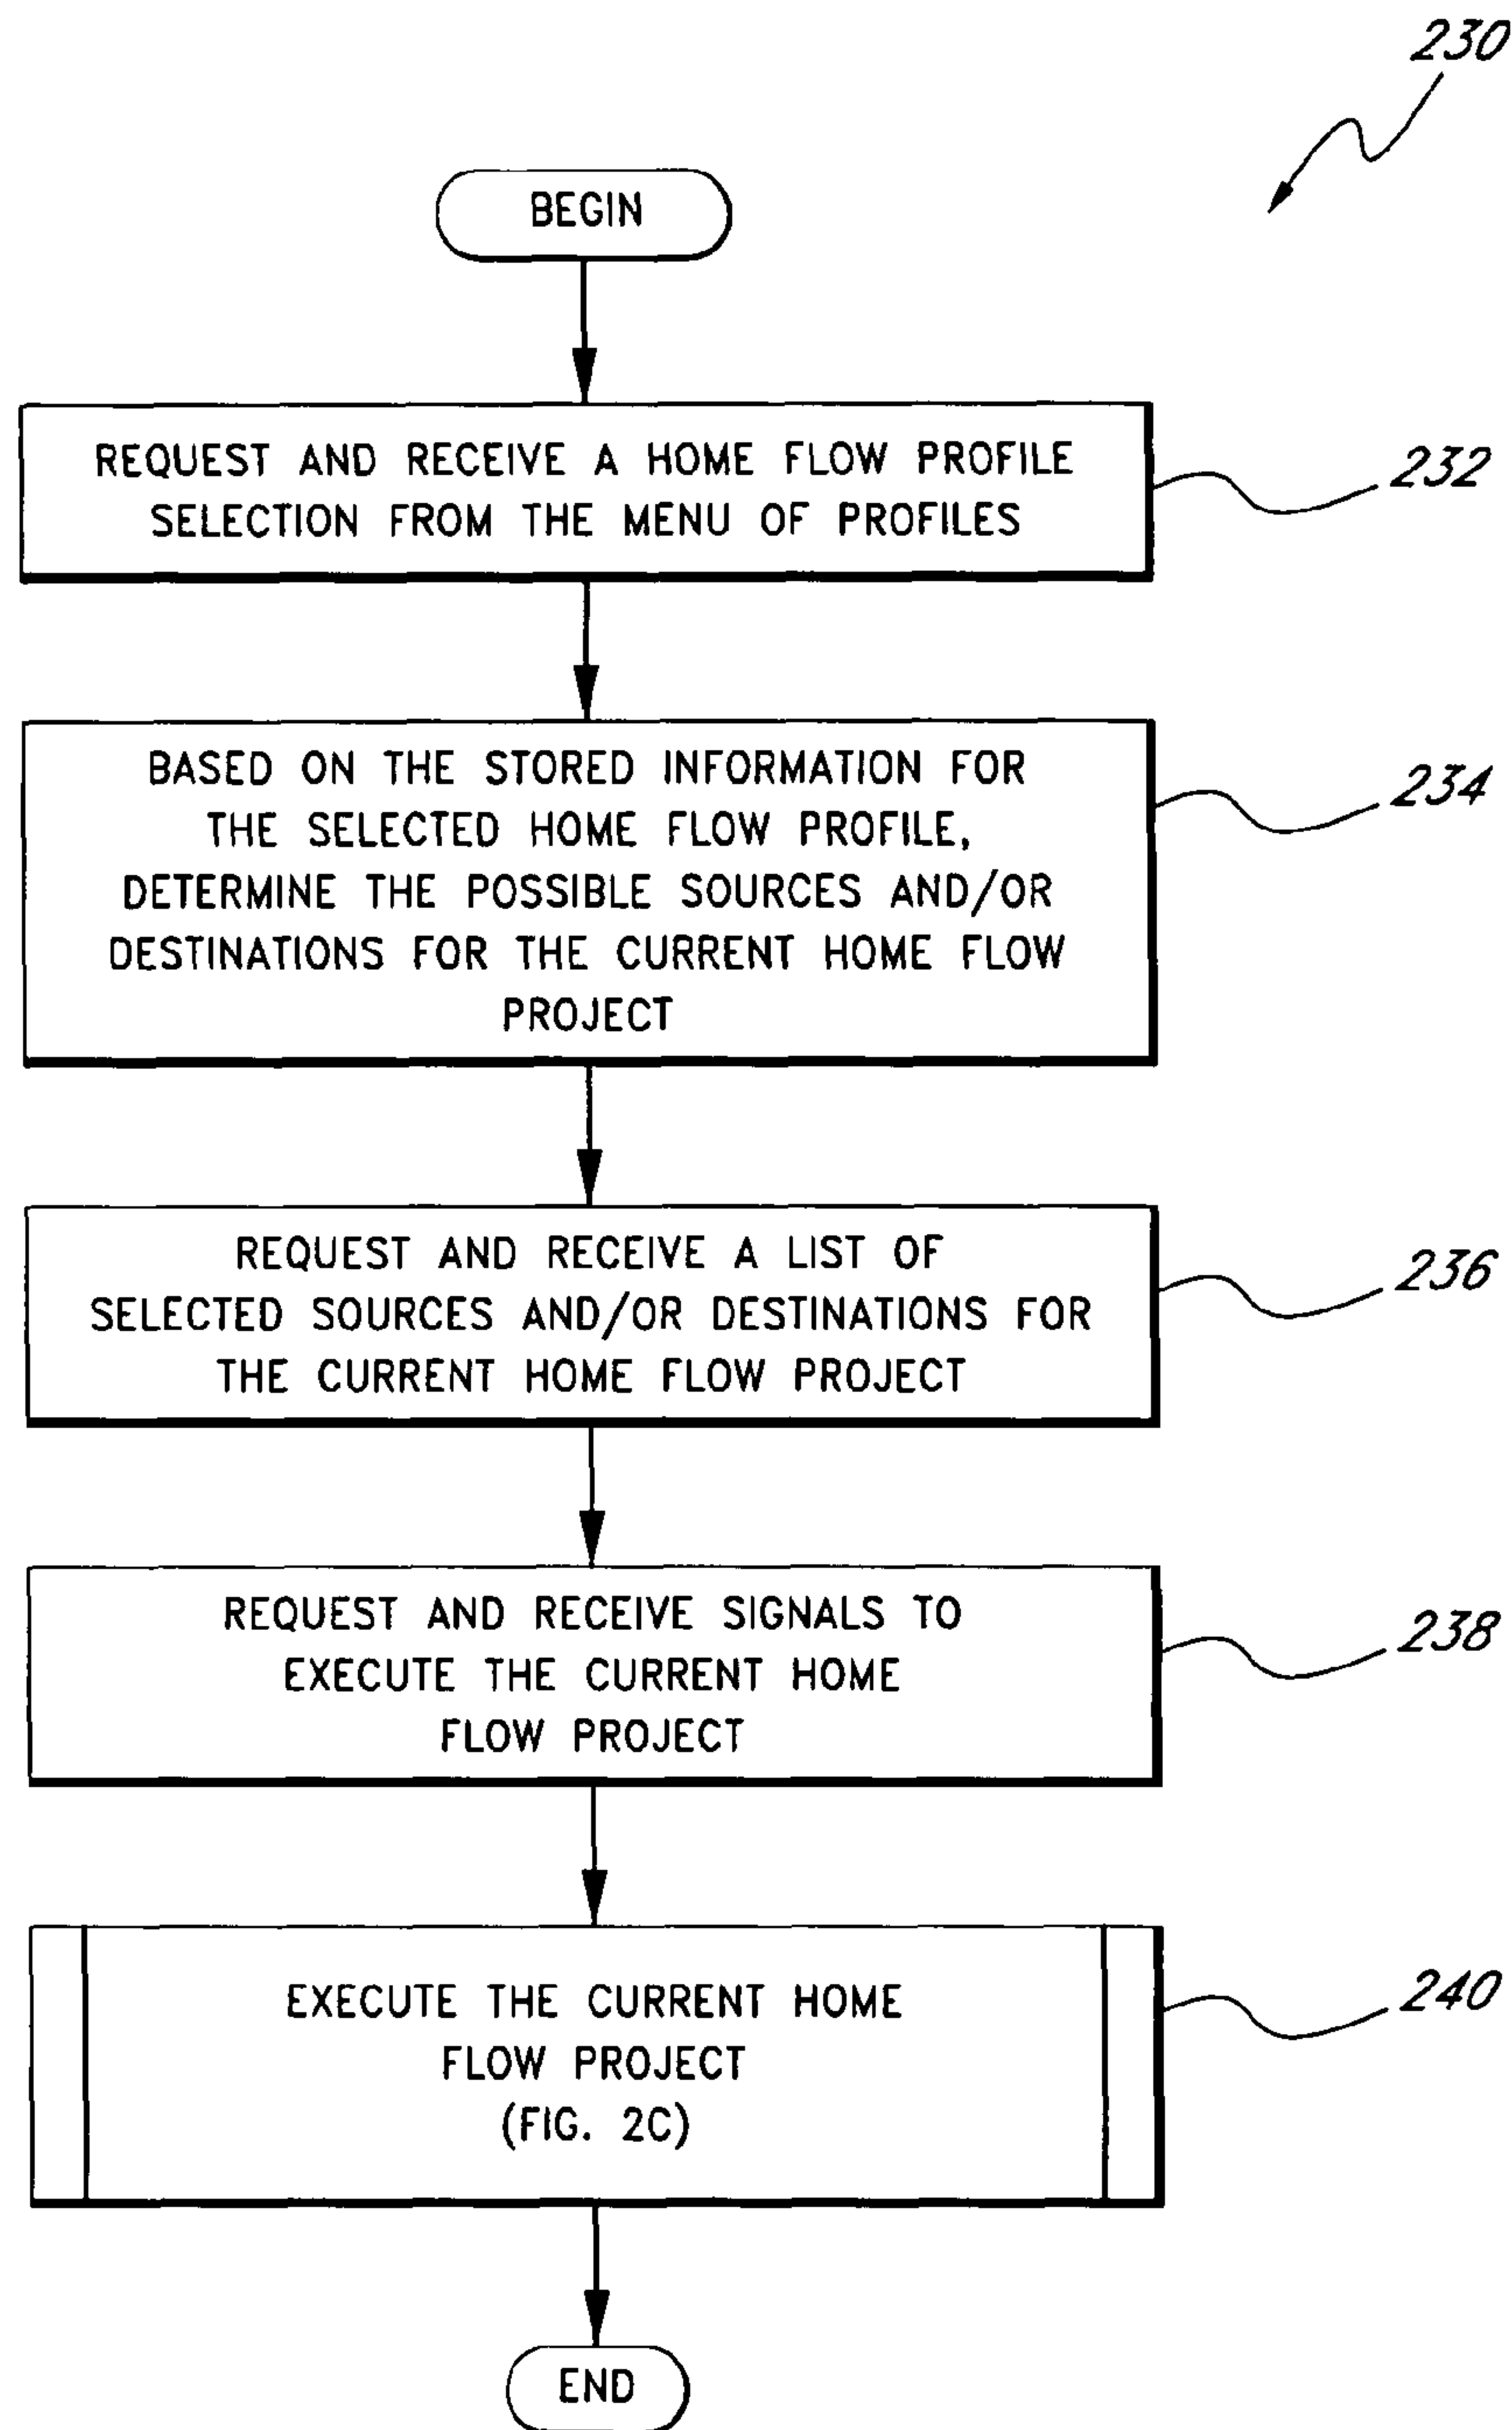 230
BEGIN
REQUEST AND RECEIVE A HOME FLOW PROFILE
SELECTION FROM THE MENU OF PROFILES
232
BASED ON THE STORED INFORMATION FOR
THE SELECTED HOME FLOW PROFILE,
DETERMINE THE POSSIBLE SOURCES AND/OR
DESTINATIONS FOR THE CURRENT HOME FLOW
PROJECT
234
REQUEST AND RECEIVE A LIST OF
SELECTED SOURCES AND/OR DESTINATIONS FOR
THE CURRENT HOME FLOW PROJECT
236
REQUEST AND RECEIVE SIGNALS TO
EXECUTE THE CURRENT HOME
FLOW PROJECT
238
EXECUTE THE CURRENT HOME
FLOW PROJECT
(FIG. 2C)
240
END